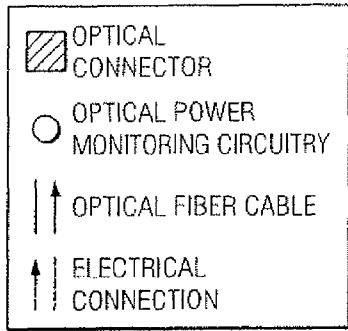 OPTICAL
CONNECTOR
OPTICAL POWER
MONITORING CIRCUITRY
OPTICAL FIBER CABLE
ELECTRICAL
CONNECTION